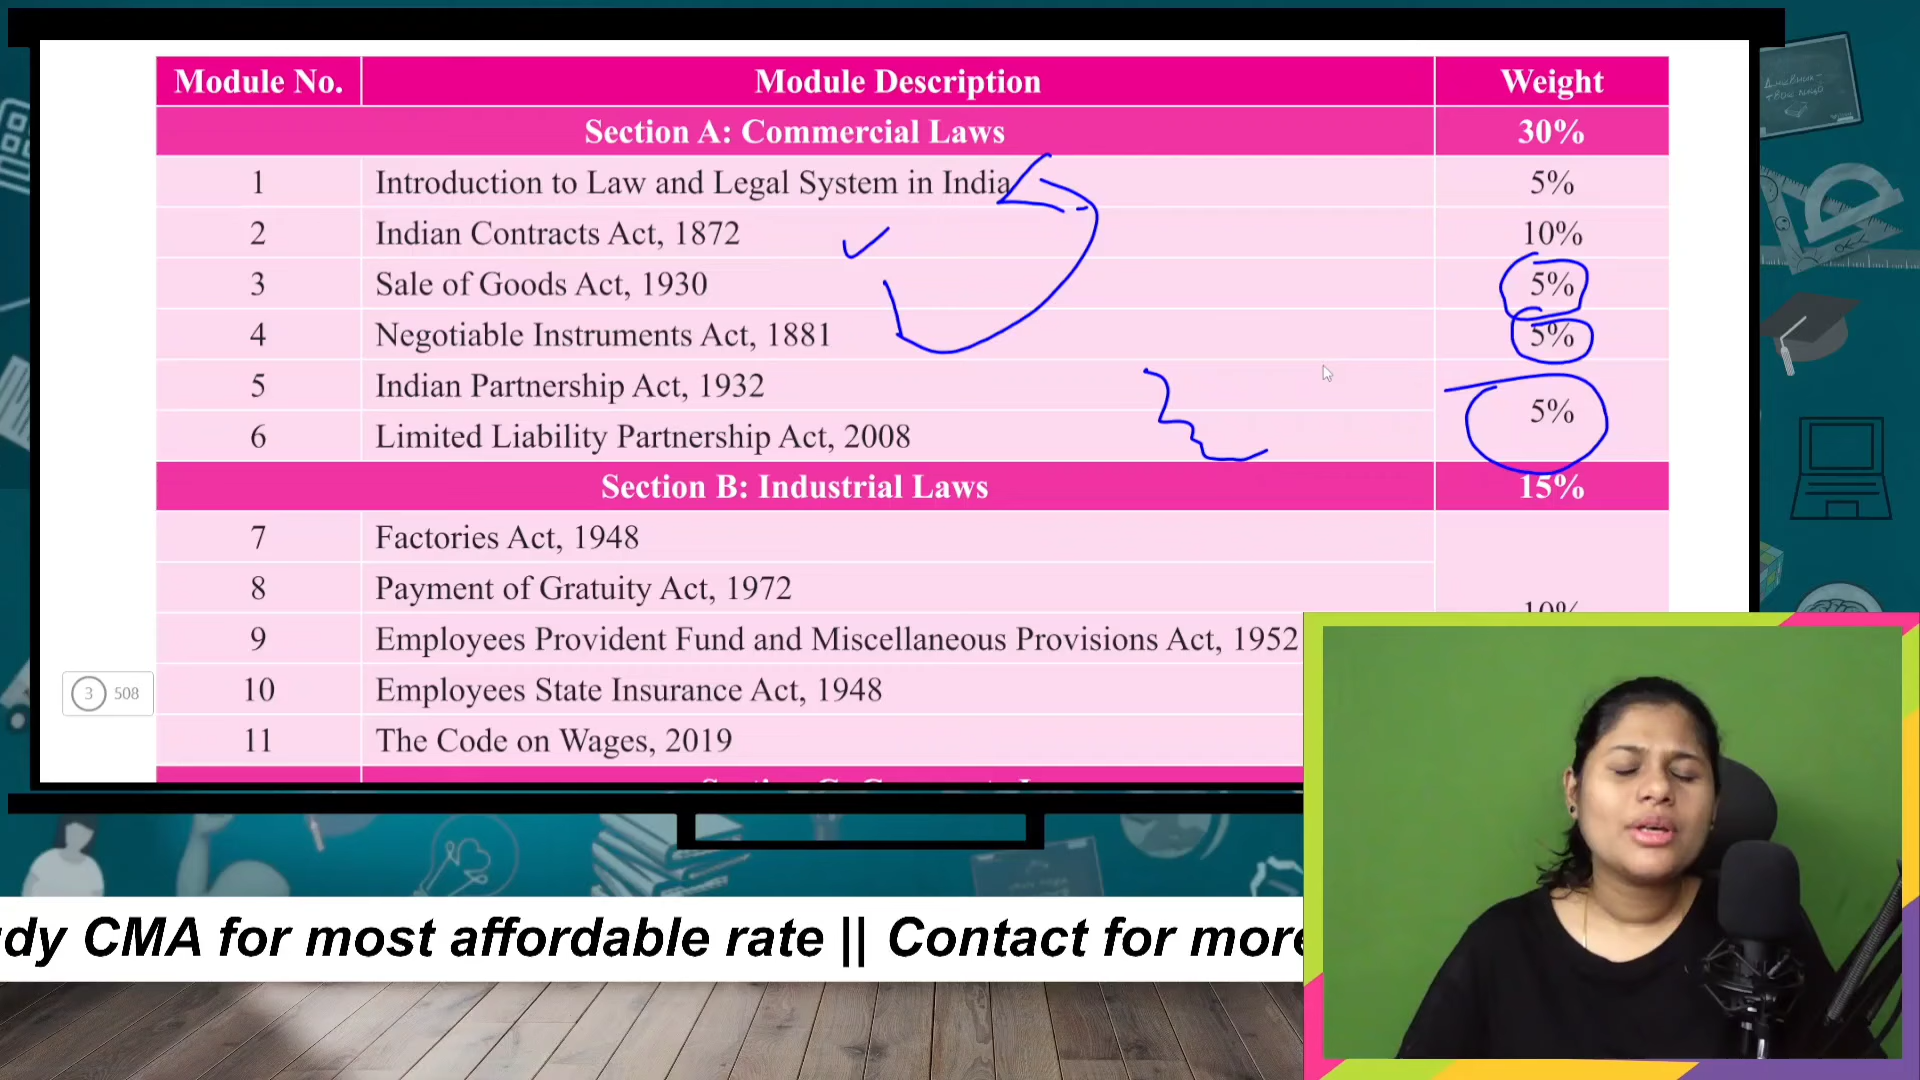 Module No. Module Description Weight
Section A: Commercial Laws 30%
1 Introduction to Law and Legal System in India 5%
2 Indian Contracts Act, 1872 10%
3 Sale of Goods Act, 1930 5%
4 Negotiable Instruments Act, 1881 5%
5 Indian Partnership Act, 1932
5%
6 Limited Liability Partnership Act, 2008
Section B: Industrial Laws 15%
7 Factories Act, 1948
8 Payment of Gratuity Act, 1972
10%
9 Employees Provident Fund and Miscellaneous Provisions Act, 1952
10 Employees State Insurance Act, 1948
3 508
11 The Code on Wages, 2019
CMA for most affordable rate || Contact for more